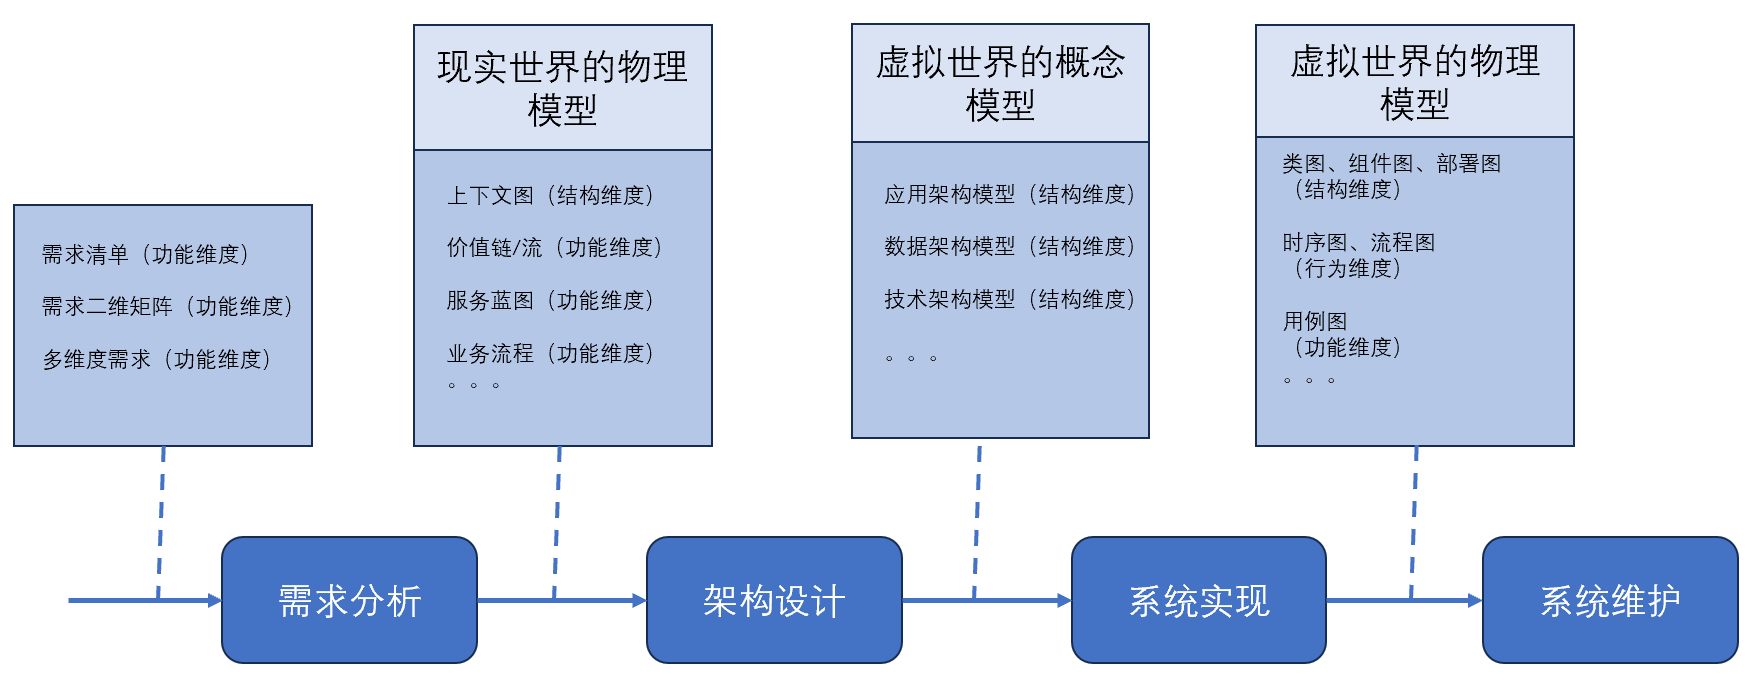 需求清单（功能维度）
需求二维矩阵（功能维度）
多维度需求（功能维度）
现实世界的物理
模型
上下文图（结构维度）
价值链/流（功能维度）
服务蓝图（功能维度）
业务流程（功能维度）
。。。
虚拟世界的概念
模型
应用架构模型（结构维度）
数据架构模型（结构维度）
技术架构模型（结构维度）
。。。
虚拟世界的物理
模型
类图、组件图、部署图
（结构维度）
时序图、流程图
（行为维度）
用例图
（功能维度）
。。。
需求分析
架构设计
系统实现
系统维护